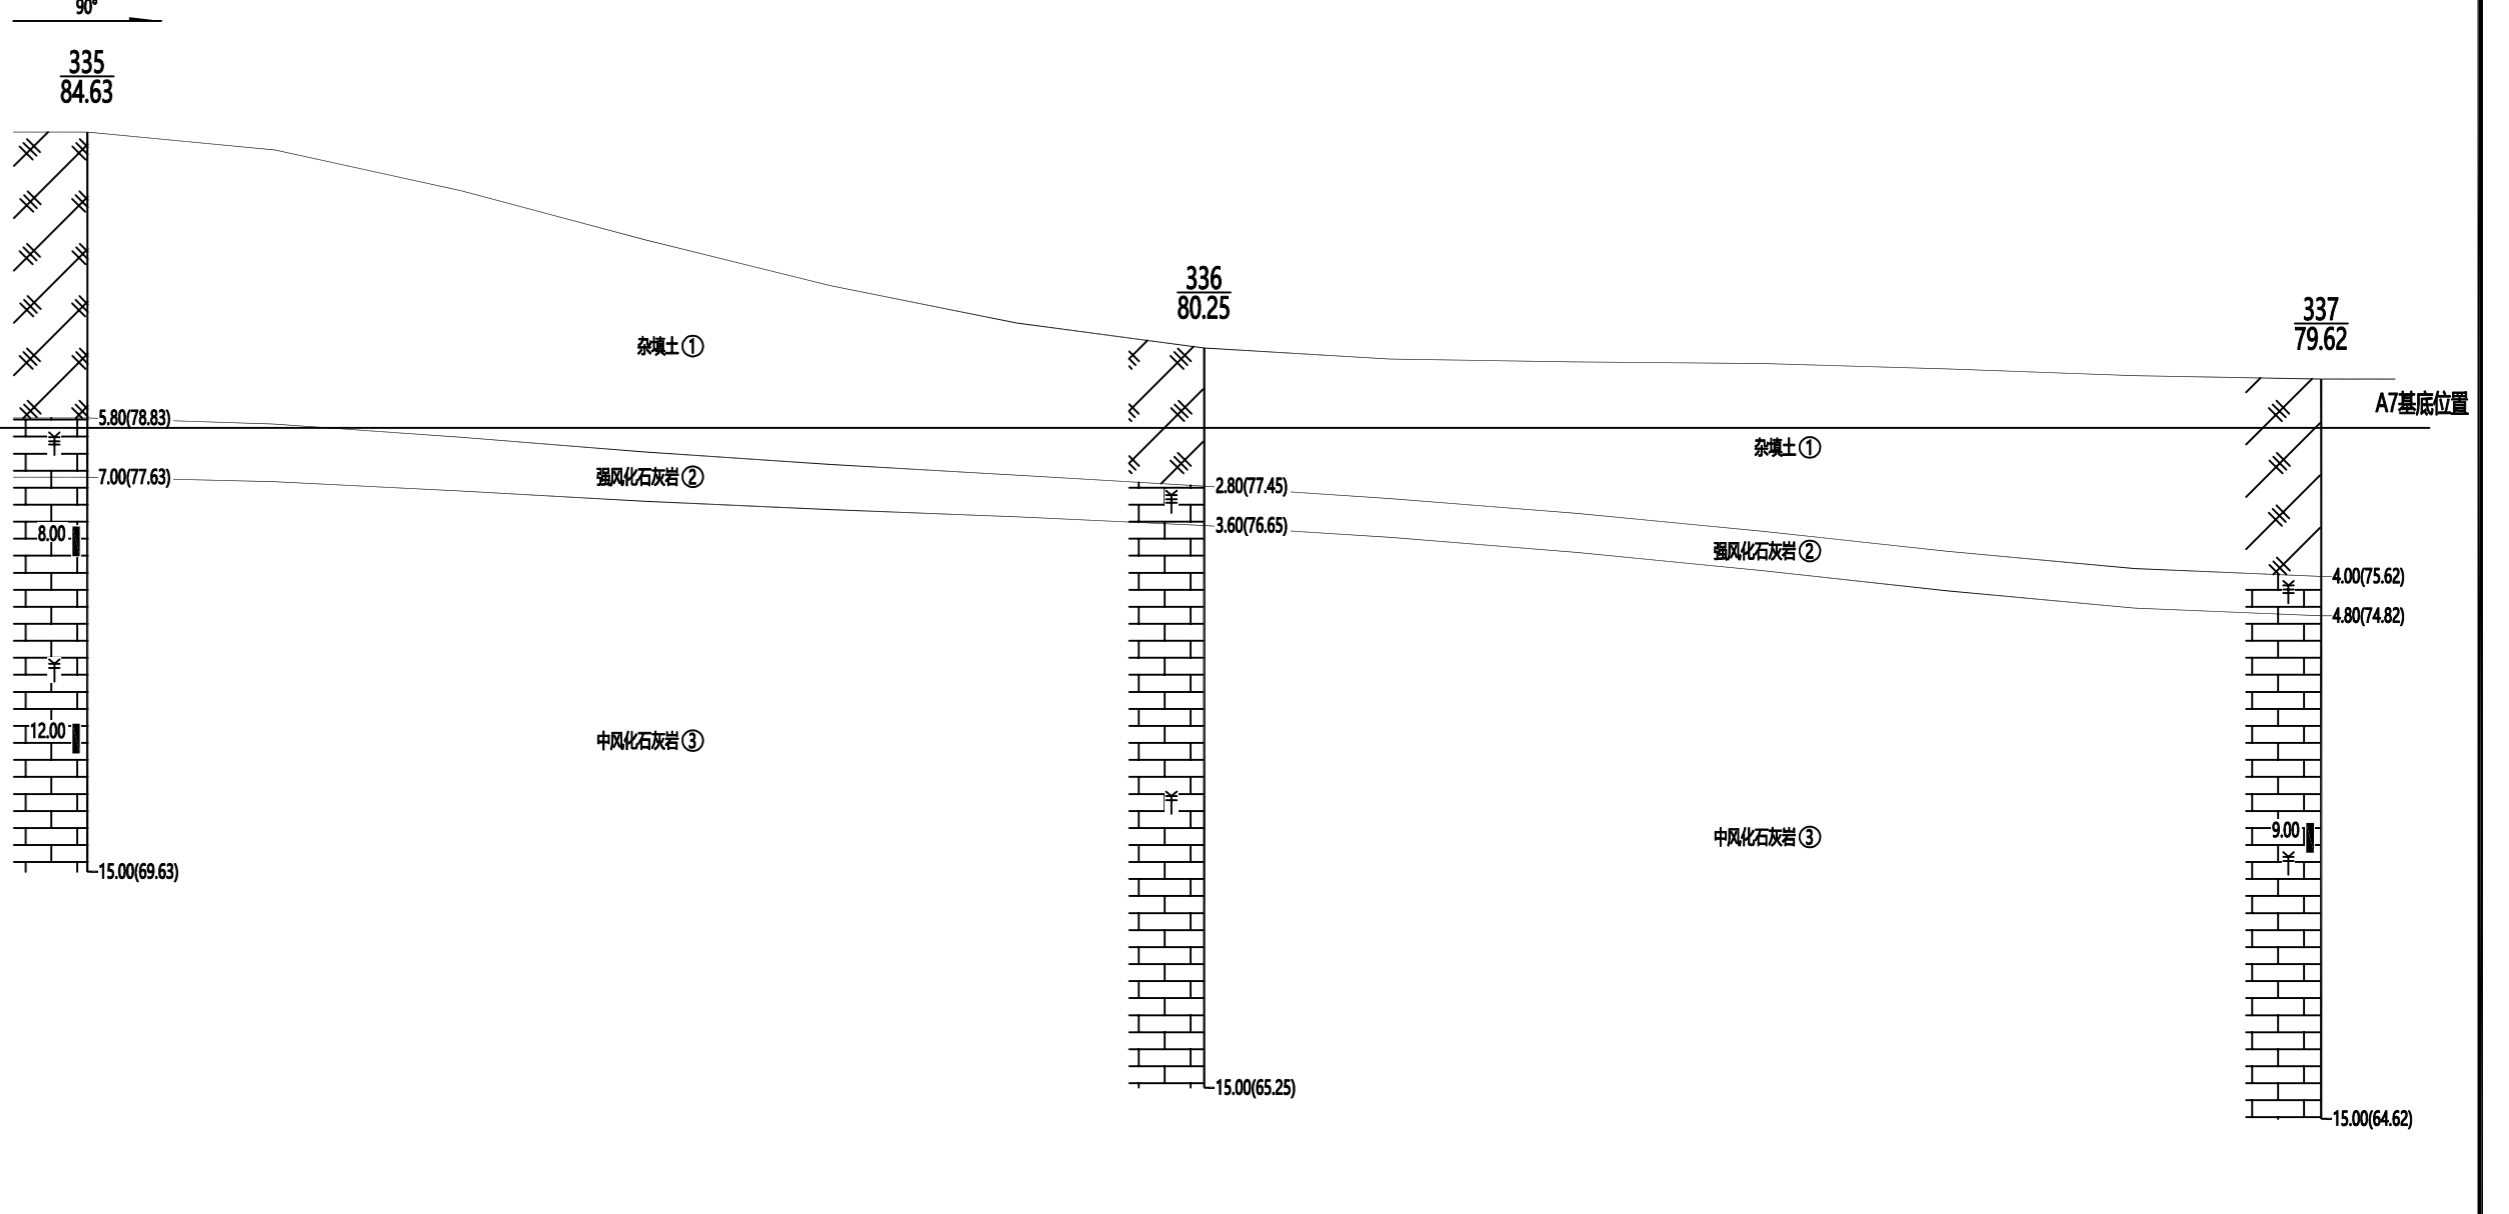 90°
335
84.63
336
80.25
337
79.62
A7基底位置
杂填土①
5.80(78.83)
杂填土①
强风化石灰岩②
7.00(77.63)
2.80(77.45)
3.60(76.65)
8.00
强风化石灰岩②
4.00(75.62)
4.80(74.82)
12.00
中风化石灰岩③
中风化石灰岩③
9.00
15.00(69.63)
15.00(65.25)
15.00(64.62)